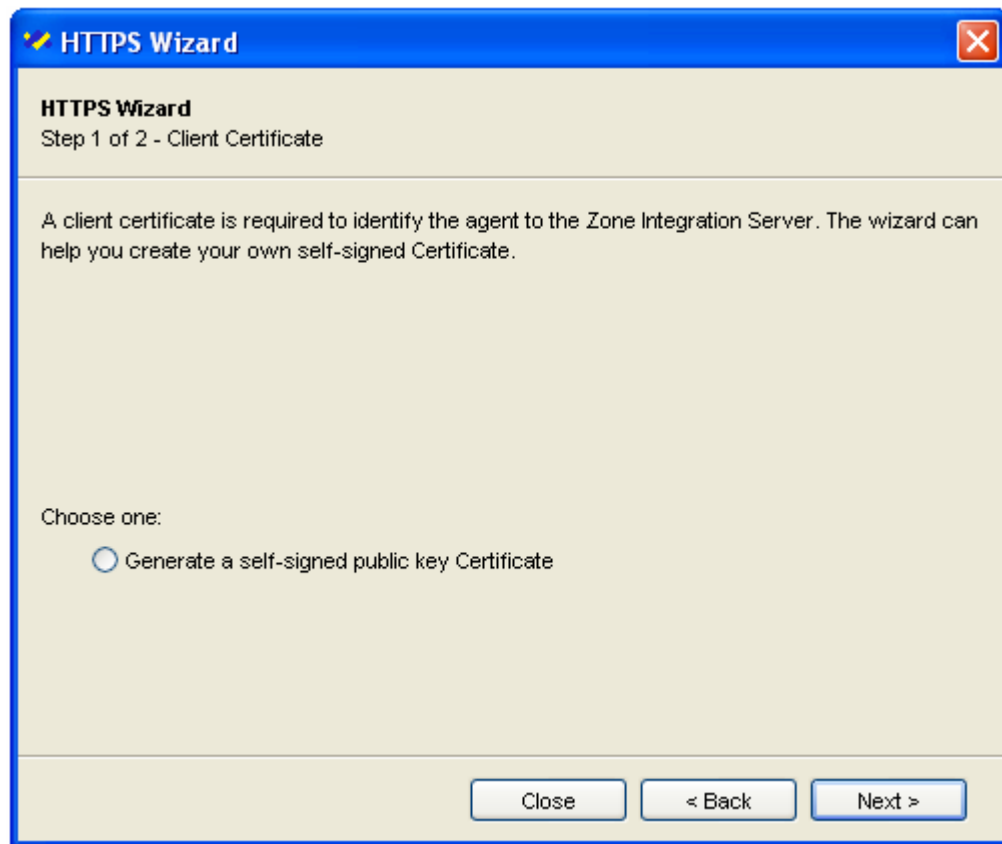 HTTPS Wizard
HTTPS Wizard
Step 1 of 2 - Client Certificate
A client certificate is required to identify the agent to the Zone Integration Server. The wizard can
help you create your own self-signed Certificate.
Choose one:
Generate a self-signed public key Certificate
Close
< Back
Next >